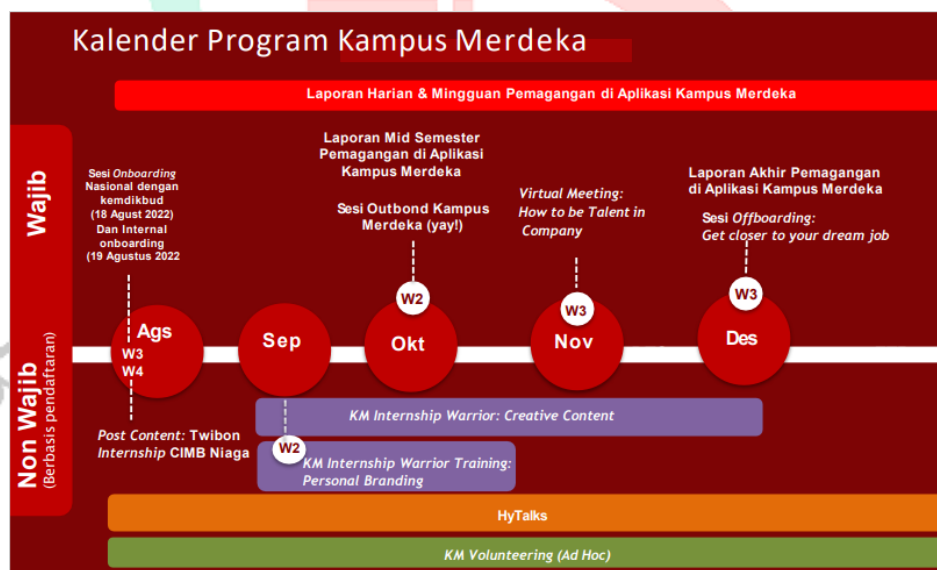 Kalender Program Kampus Merdeka
Laporan Harian & Mingguan Pemagangan di Aplikasi Kampus Merdeka
Wajib
Sesi Onboarding
Nasional dengan
kemdikbud
(18 Agust 2022)
Dan Internal
onboarding
(19 Agustus 2022
Laporan Mid Semester
Pemagangan di Aplikasi
Kampus Merdeka
Sesi Outbond Kampus
Merdeka (yay!)
Virtual Meeting:
How to be Talent in
Company
Laporan Akhir Pemagangan
di Aplikasi Kampus Merdeka
Sesi Offboarding:
Get closer to your dream job
W2
W3
W3
Ags
W3
W4
Sep
Okt
Nov
Des
Non Wajib
(Berbasis pendaftaran)
Post Content: Twibon
Internship CIMB Niaga
KM Internship Warrior: Creative Content
W2
KM Internship Warrior Training:
Personal Branding
HyTalks
KM Volunteering (Ad Hoc)